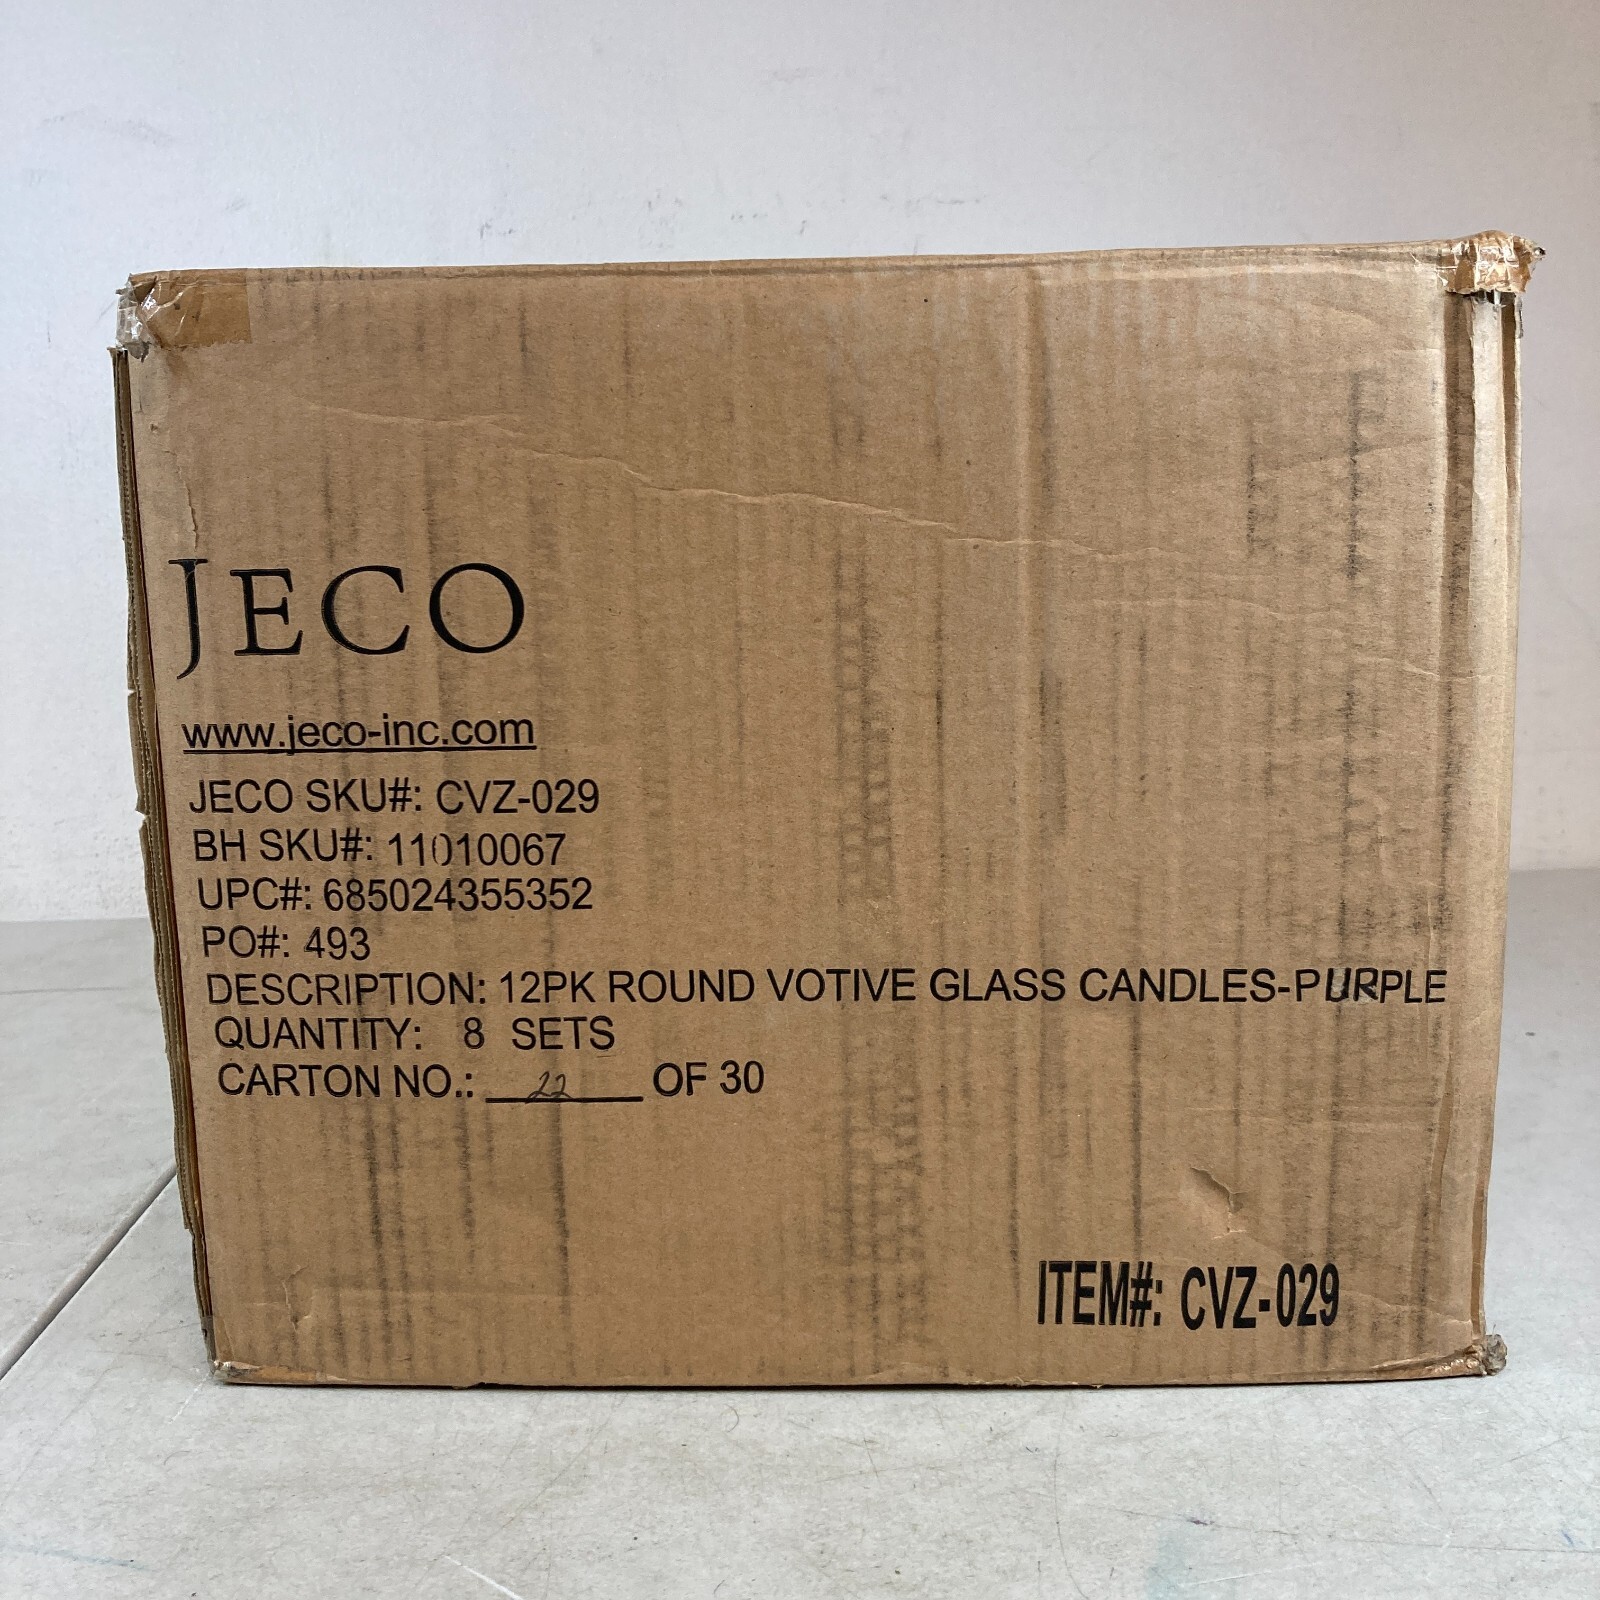 JECO
www.jeco-inc.com
JECO SKU#: CVZ-029
BH SKU#: 11010067
UPC#: 685024355352
PO#: 493
DESCRIPTION: 12PK ROUND VOTIVE GLASS CANDLES-PURPLE
QUANTITY: 8 SETS
CARTON NO.: 22 OF 30
ITEM#: CVZ-029